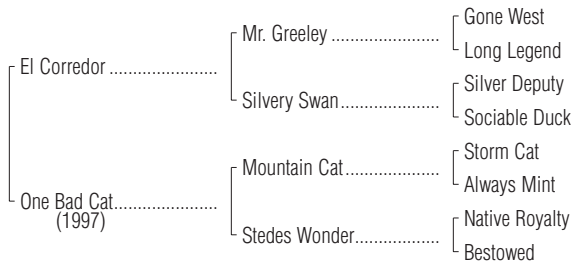 Gone West
Mr. Greeley ....................
Long Legend
El Corredor ....................
Silver Deputy
Silvery Swan..................
Sociable Duck
Storm Cat
Mountain Cat.................
Always Mint
One Bad Cat...................
(1997)
Native Royalty
Stedes Wonder...............
Bestowed